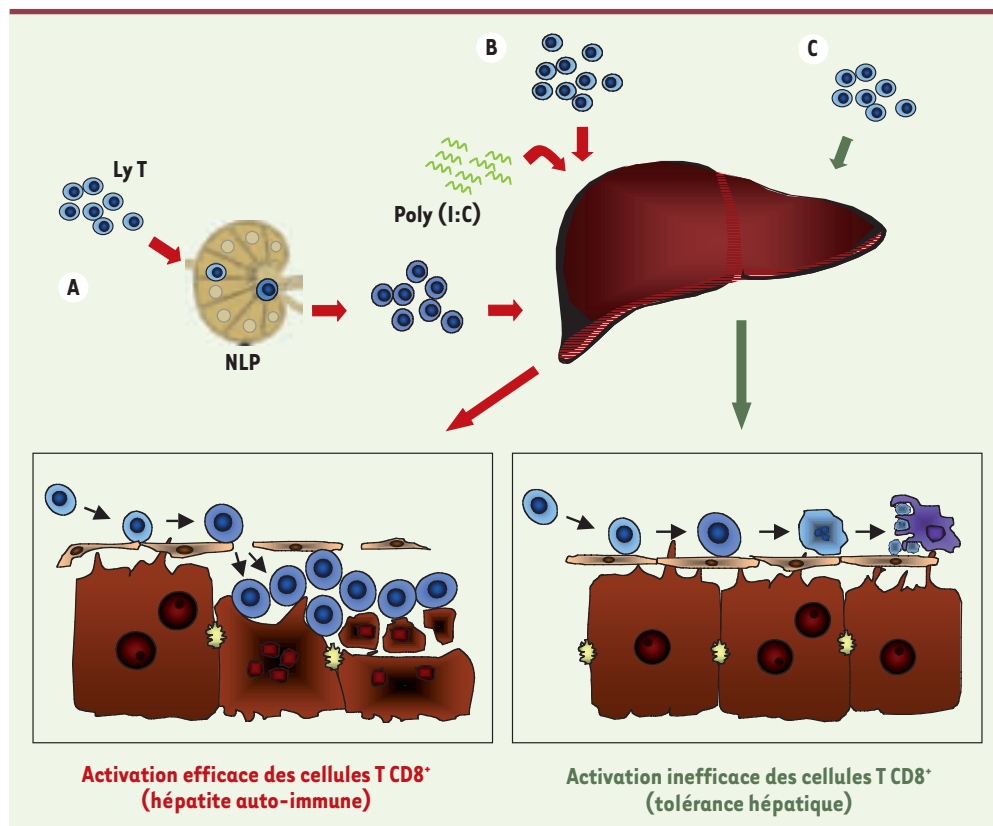 B
C
Ly T
Poly (I:C)
A
NLP
Activation efficace des cellules T CD8⁺
(hépatite auto-immune)
Activation inefficace des cellules T CD8⁺
(tolérance hépatique)